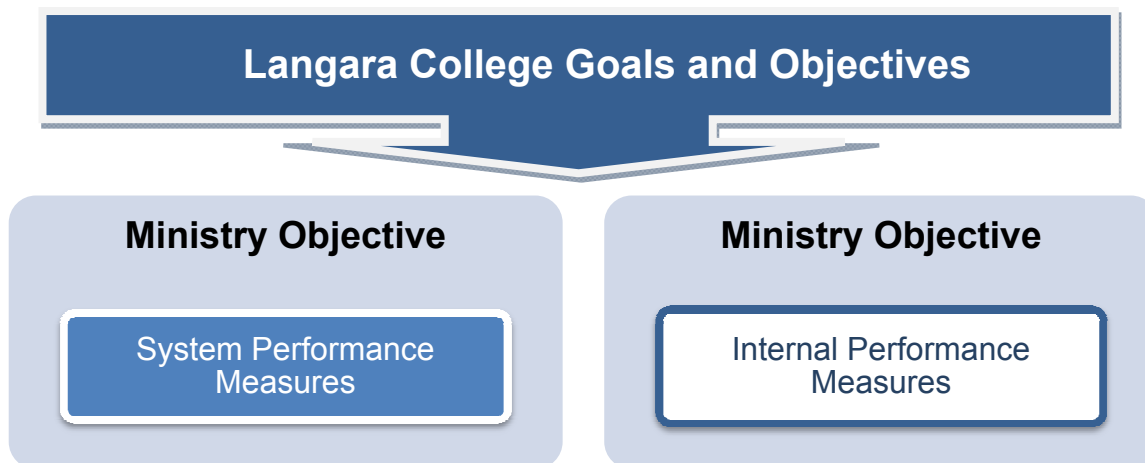 Langara College Goals and Objectives
Ministry Objective
System Performance
Measures
Ministry Objective
Internal Performance
Measures